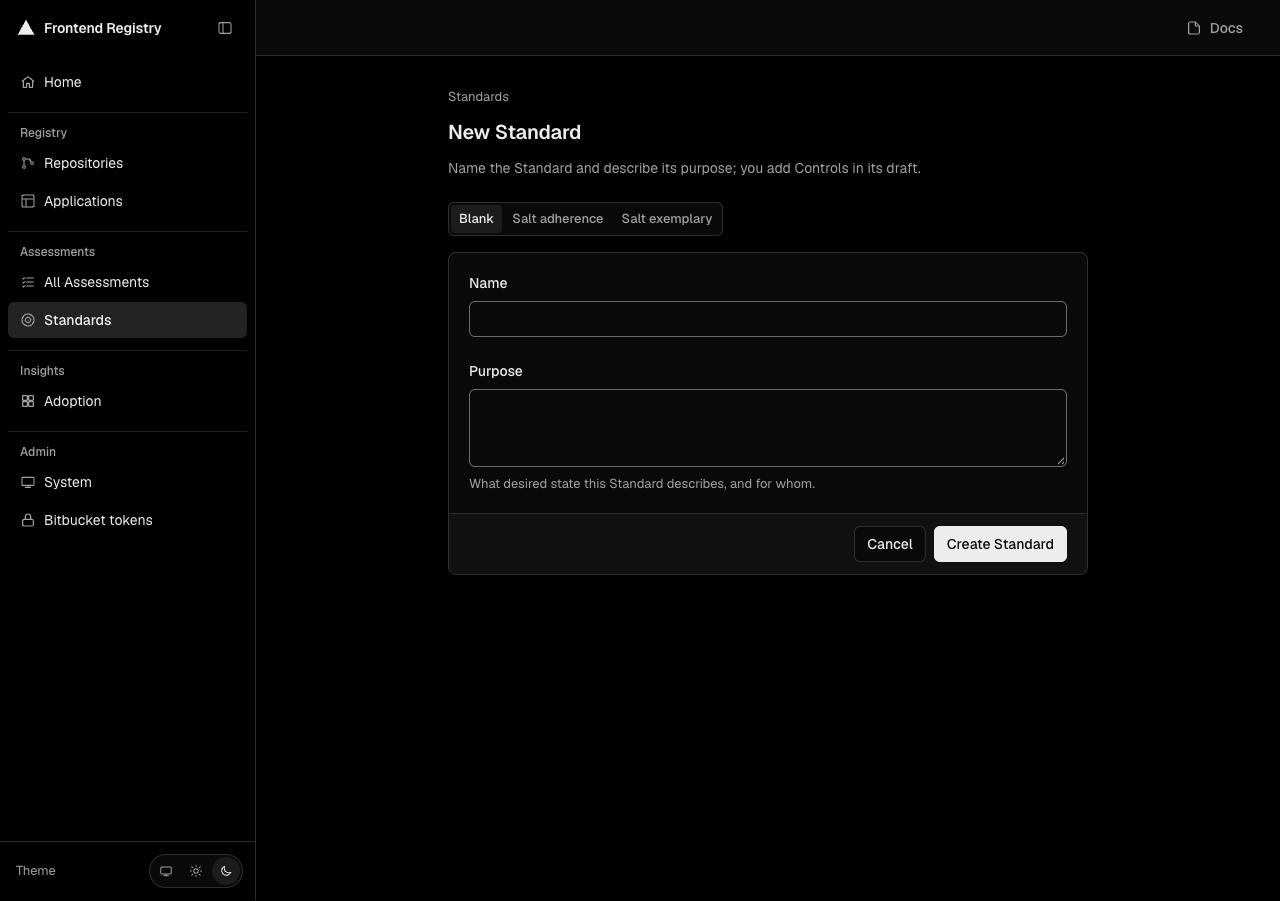 Frontend Registry
Docs
Home
Registry
Repositories
Applications
Assessments
All Assessments
Standards
Insights
Adoption
Admin
System
Bitbucket tokens
Theme
Standards
New Standard
Name the Standard and describe its purpose; you add Controls in its draft.
Blank Salt adherence Salt exemplary
Name
Purpose
What desired state this Standard describes, and for whom.
Cancel Create Standard